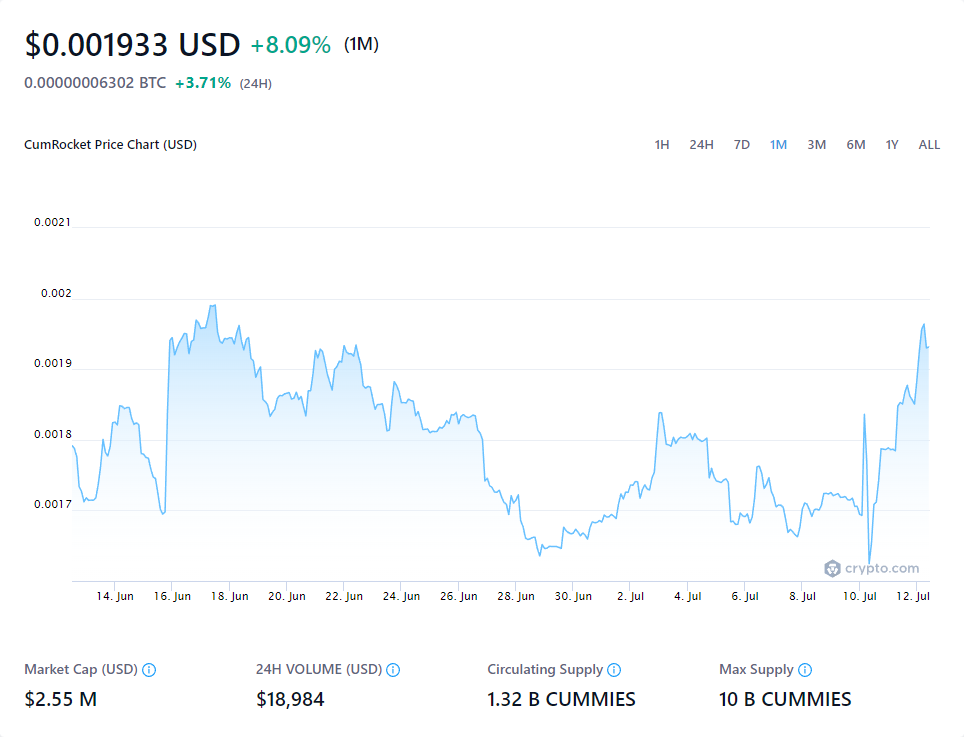 $0.001933 USD +8.09% (1M)
0.00000006302 BTC +3.71% (24H)
CumRocket Price Chart (USD) 1H 24H 7D 1M 3M 6M 1Y ALL
0.0021
0.002
0.0019
0.0018
0.0017
crypto.com
14. Jun 16. Jun 18. Jun 20. Jun 22. Jun 24. Jun 26. Jun 28. Jun 30. Jun 2. Jul 4. Jul 6. Jul 8. Jul 10. Jul 12. Jul
Market Cap (USD) 24H VOLUME (USD) Circulating Supply Max Supply
$2.55 M $18,984 1.32 B CUMMIES 10 B CUMMIES